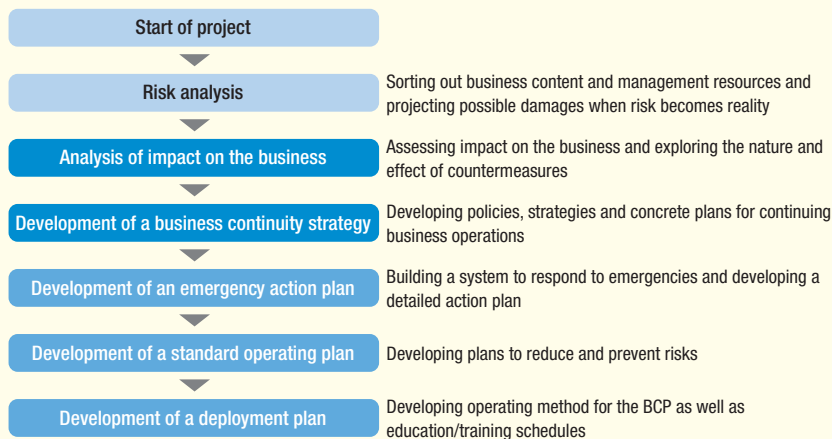 Start of project
Risk analysis
Sorting out business content and management resources and
projecting possible damages when risk becomes reality
Analysis of impact on the business
Assessing impact on the business and exploring the nature and
effect of countermeasures
Development of a business continuity strategy
Developing policies, strategies and concrete plans for continuing
business operations
Development of an emergency action plan
Building a system to respond to emergencies and developing a
detailed action plan
Development of a standard operating plan
Developing plans to reduce and prevent risks
Development of a deployment plan
Developing operating method for the BCP as well as
education/training schedules